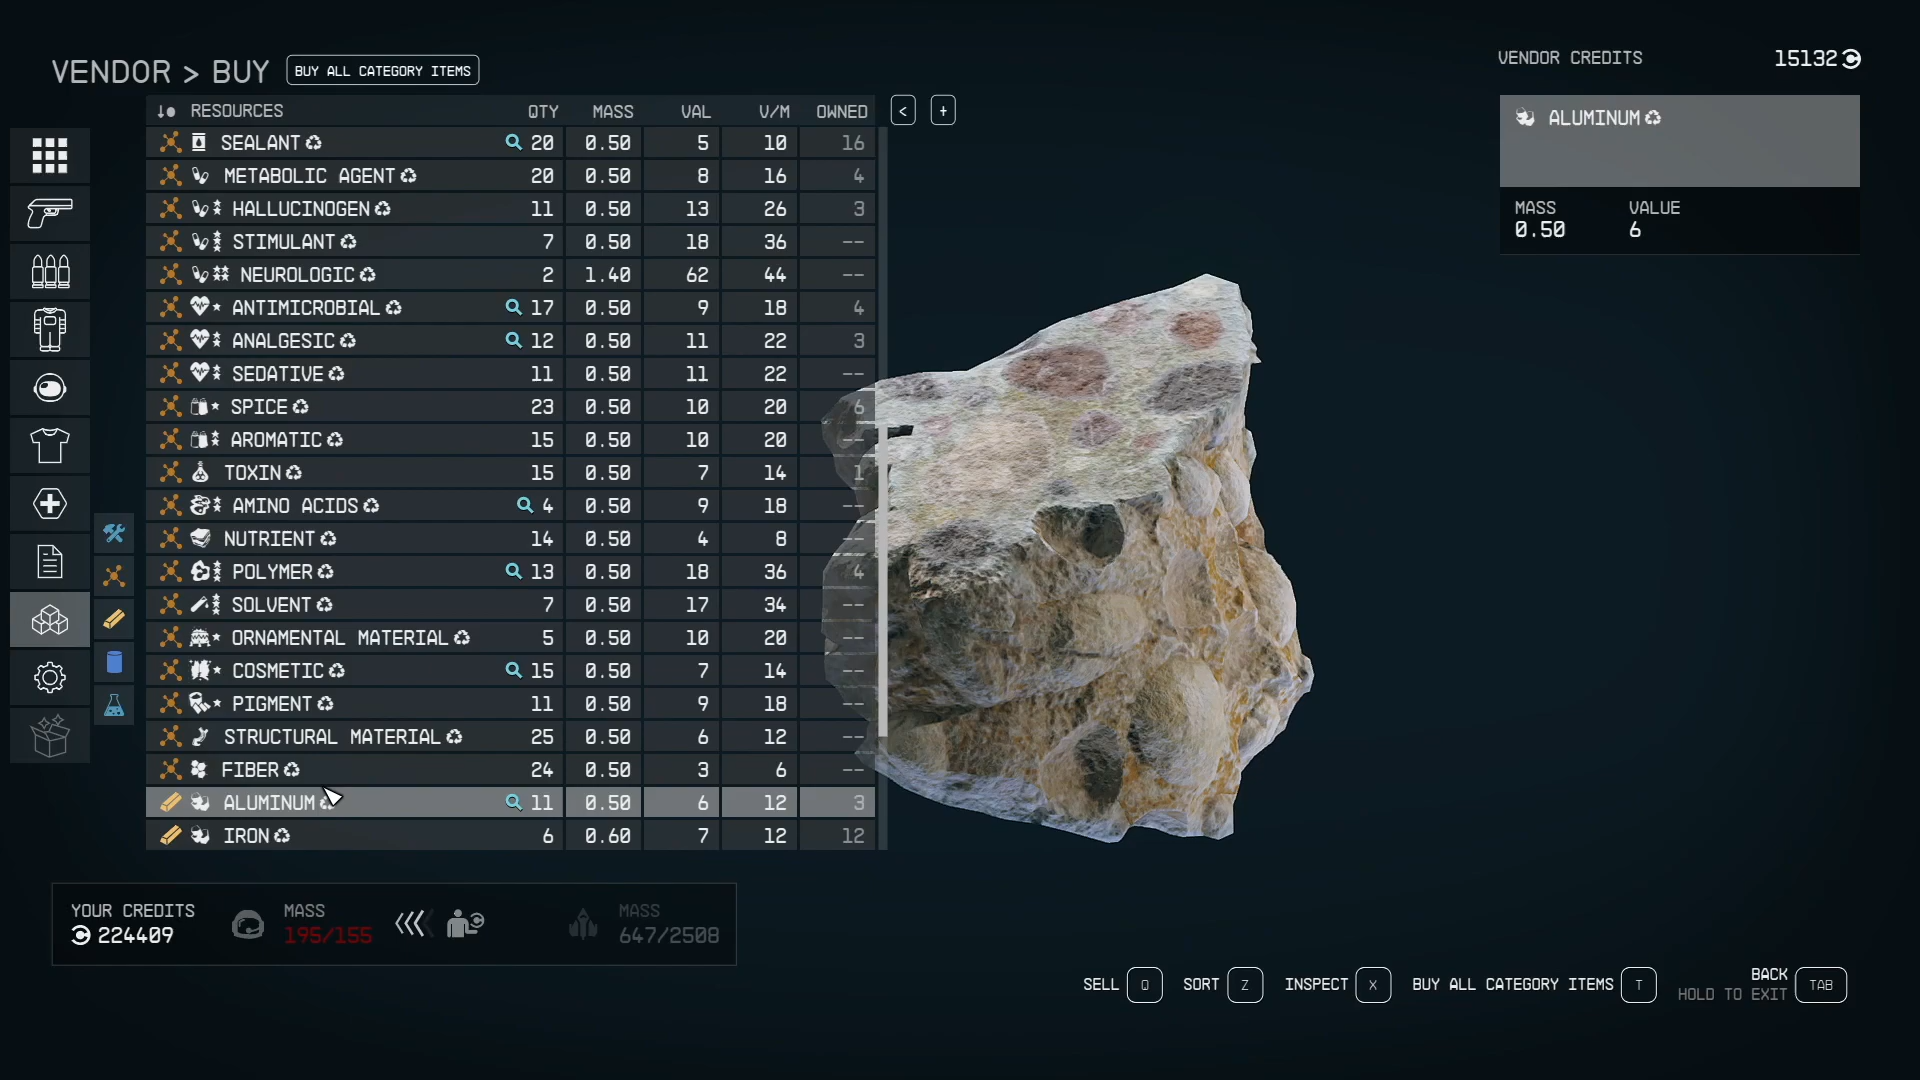 VENDOR > BUY
BUY ALL CATEGORY ITEMS
VENDOR CREDITS 15132
RESOURCES QTY MASS VAL V/M OWNED
< +
SEALANT 20 0.50 5 10 16
METABOLIC AGENT 20 0.50 8 16 4
HALLUCINOGEN 11 0.50 13 26 3
STIMULANT 7 0.50 18 36 --
NEUROLOGIC 2 1.40 62 44 --
ANTIMICROBIAL 17 0.50 9 18 4
ANALGESIC 12 0.50 11 22 3
SEDATIVE 11 0.50 11 22 --
SPICE 23 0.50 10 20 6
AROMATIC 15 0.50 10 20 --
TOXIN 15 0.50 7 14 1
AMINO ACIDS 4 0.50 9 18 --
NUTRIENT 14 0.50 4 8 --
POLYMER 13 0.50 18 36 4
SOLVENT 7 0.50 17 34 --
ORNAMENTAL MATERIAL 5 0.50 10 20 --
COSMETIC 15 0.50 7 14 --
PIGMENT 11 0.50 9 18 --
STRUCTURAL MATERIAL 25 0.50 6 12 --
FIBER 24 0.50 3 6 --
ALUMINUM 11 0.50 6 12 3
IRON 6 0.60 7 12 12
ALUMINUM
MASS VALUE
0.50 6
YOUR CREDITS
224409
MASS
195/155
MASS
647/2508
SELL Q SORT Z INSPECT X BUY ALL CATEGORY ITEMS T BACK TAB
HOLD TO EXIT